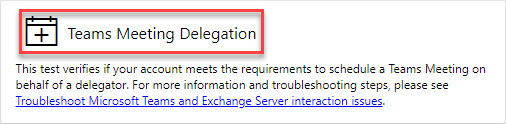 Teams Meeting Delegation
This test verifies if your account meets the requirements to schedule a Teams Meeting on
behalf of a delegator. For more information and troubleshooting steps, please see
Troubleshoot Microsoft Teams and Exchange Server interaction issues.